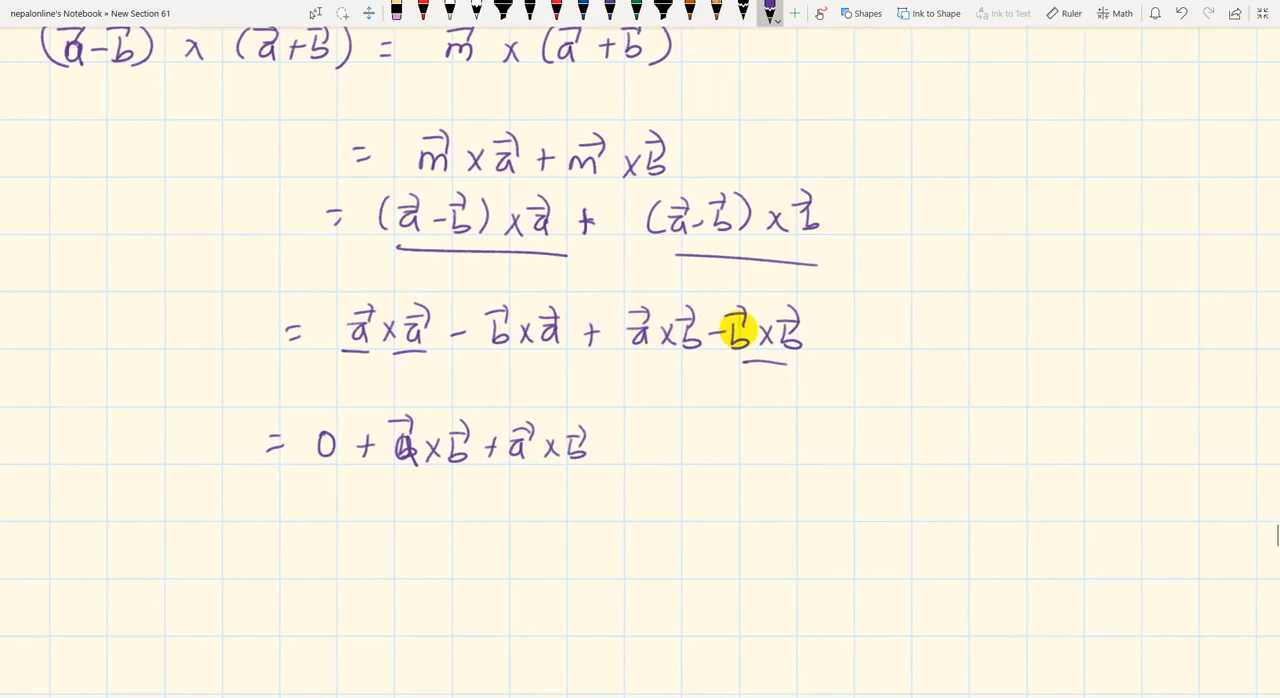 nepalonline's Notebook » New Section 61
Shapes Ink to Shape Ink to Text Ruler Math
(a⃗ - b⃗) × (a⃗ + b⃗) = m⃗ × (a⃗ + b⃗)
= m⃗ × a⃗ + m⃗ × b⃗
= (a⃗ - b⃗) × a⃗ + (a⃗ - b⃗) × b⃗
= a⃗ × a⃗ - b⃗ × a⃗ + a⃗ × b⃗ - b⃗ × b⃗
= 0 + a⃗ × b⃗ + a⃗ × b⃗